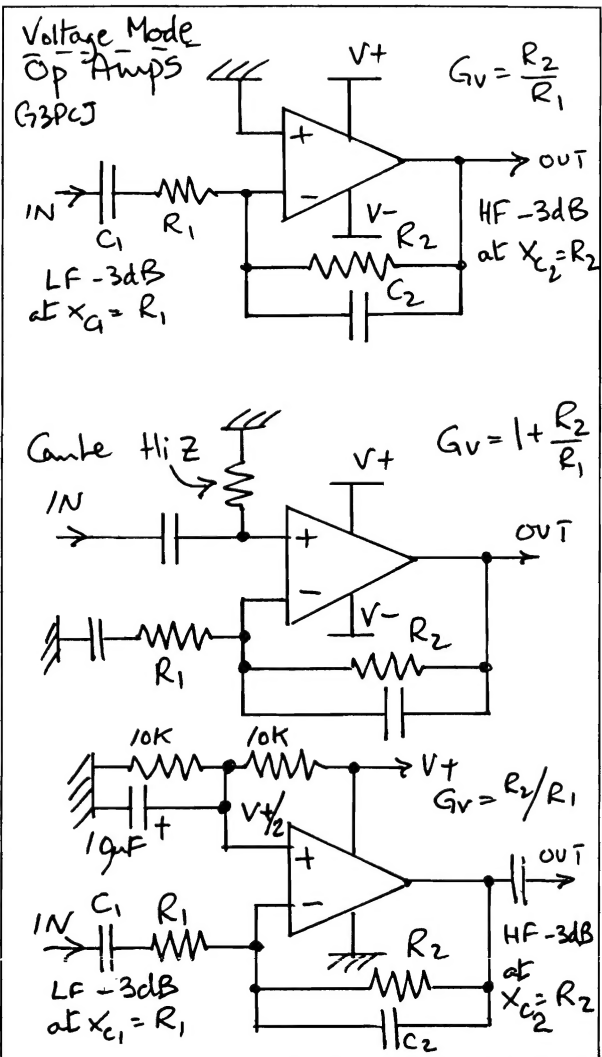 Voltage Mode
Op Amps
G3PCJ
V+
Gv = R2/R1
+
OUT
IN
C1
R1
−
V-
R2
C2
HF -3dB
at XC2 = R2
LF -3dB
at XC1 = R1
Can be Hi Z
V+
Gv = 1 + R2/R1
IN
+
OUT
−
V-
R1
R2
10K
10K
V+
V+/2
Gv = R2/R1
10uF +
+
OUT
IN
C1
R1
−
R2
C2
HF -3dB
at
XC2 = R2
LF -3dB
at XC1 = R1